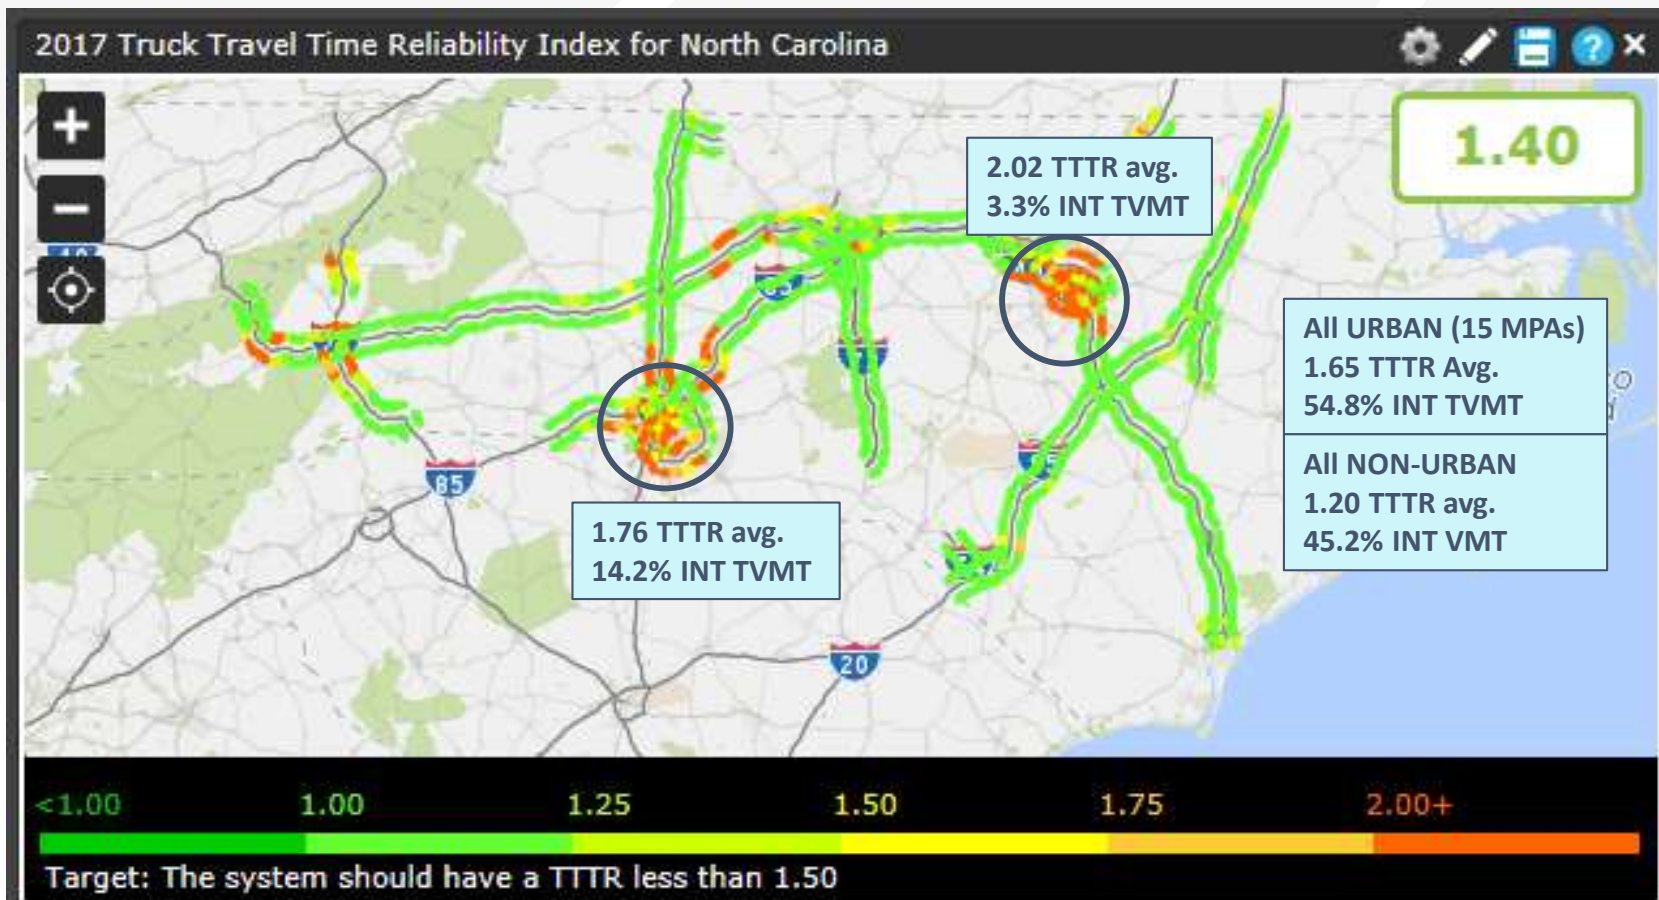 2017 Truck Travel Time Reliability Index for North Carolina
1.40
2.02 TTTR avg.
3.3% INT TVMT
All URBAN (15 MPAs)
1.65 TTTR Avg.
54.8% INT TVMT
All NON-URBAN
1.20 TTTR avg.
45.2% INT VMT
85
1.76 TTTR avg.
14.2% INT TVMT
20
<1.00 1.00 1.25 1.50 1.75 2.00+
Target: The system should have a TTTR less than 1.50